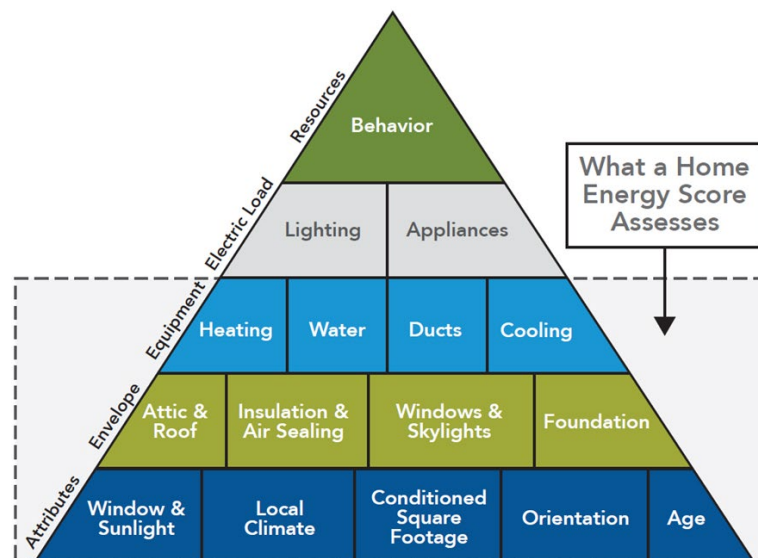 Resources
Behavior
What a Home
Energy Score
Assesses
Electric Load
Lighting
Appliances
Equipment
Heating
Water
Ducts
Cooling
Envelope
Attic &
Roof
Insulation &
Air Sealing
Windows &
Skylights
Foundation
Attributes
Window &
Sunlight
Local
Climate
Conditioned
Square
Footage
Orientation
Age